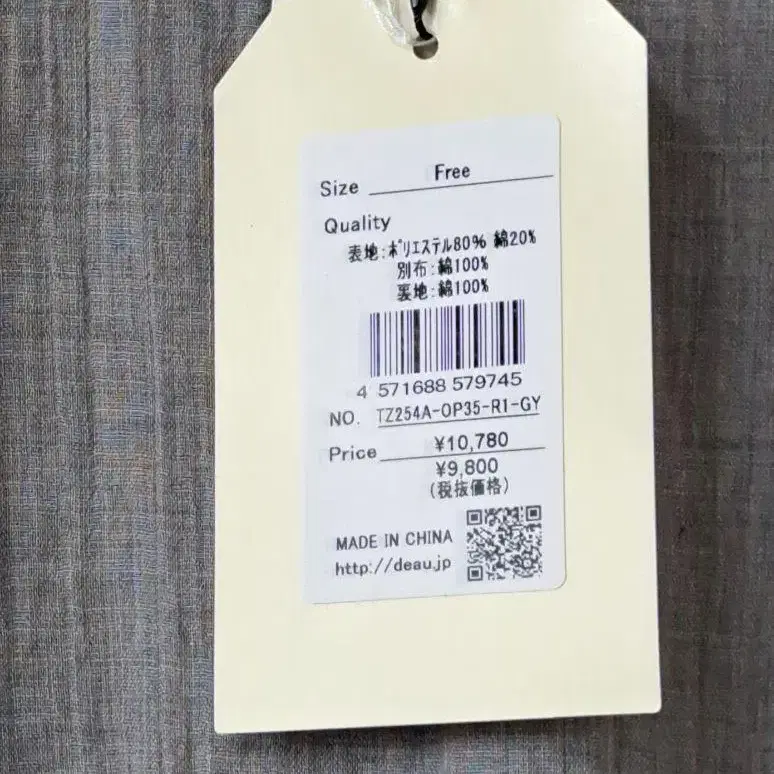 Size Free
Quality
表地:ポリエステル80% 綿20%
別布:綿100%
裏地:綿100%
4 571688 579745
NO. TZ254A-OP35-R1-GY
Price ¥10,780
¥9,800
(税抜価格)
MADE IN CHINA
http://deau.jp